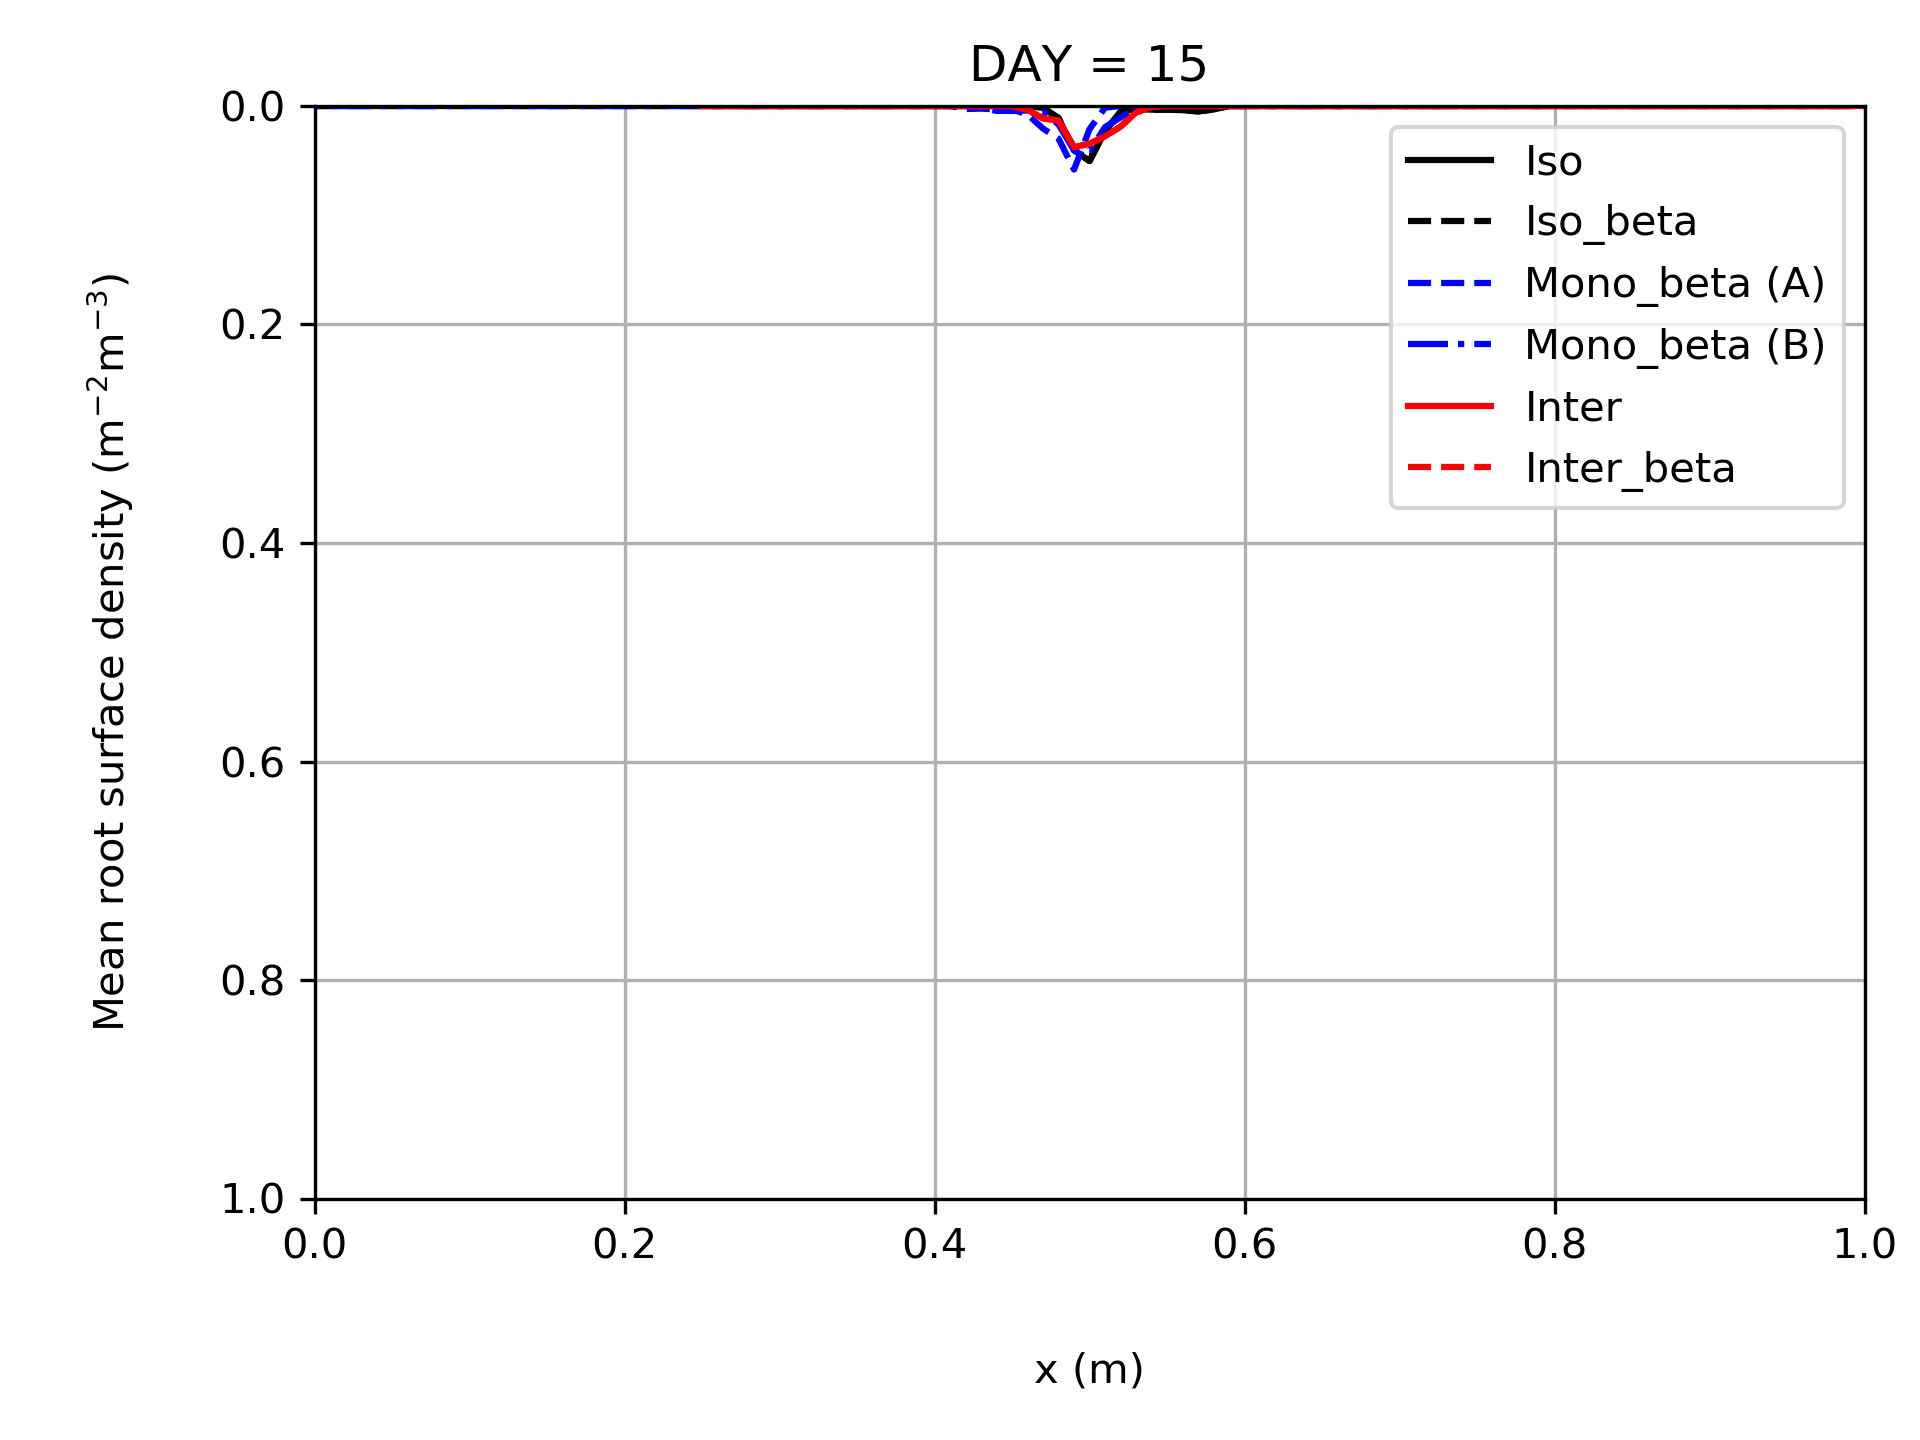 DAY = 15
Mean root surface density (m⁻²m⁻³)
0.0
0.2
0.4
0.6
0.8
1.0
Iso
Iso_beta
Mono_beta (A)
Mono_beta (B)
Inter
Inter_beta
0.0 0.2 0.4 0.6 0.8 1.0
x (m)